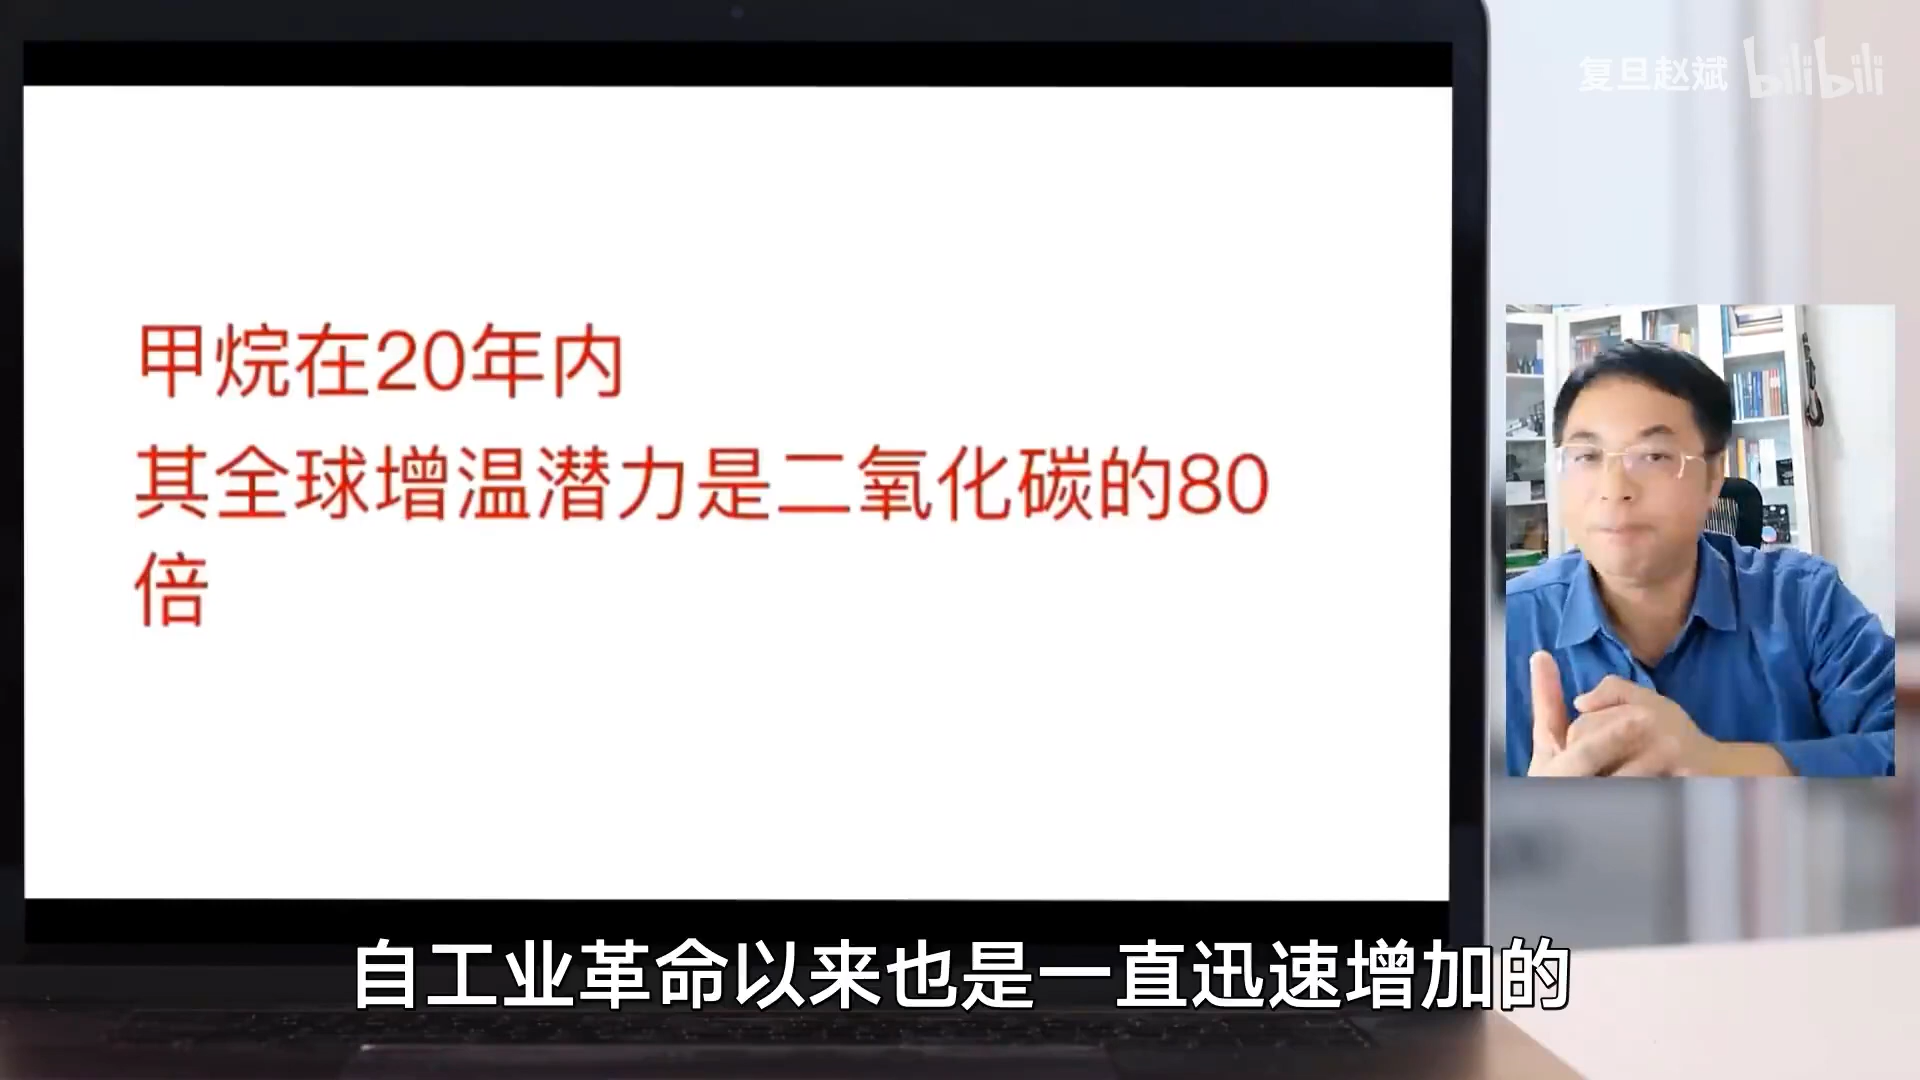 复旦赵斌 bilibili
甲烷在20年内
其全球增温潜力是二氧化碳的80
倍
自工业革命以来也是一直迅速增加的